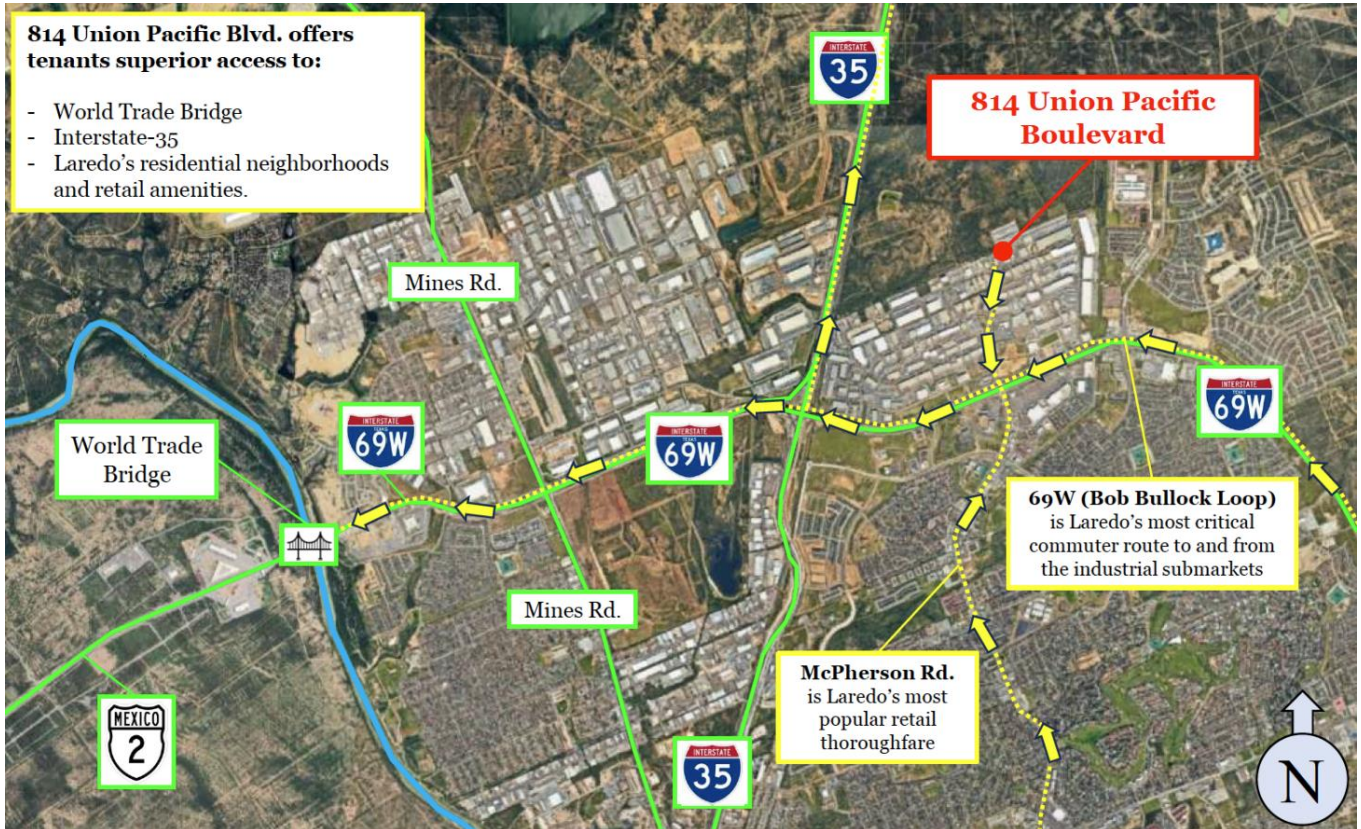 814 Union Pacific Blvd. offers
tenants superior access to:
- World Trade Bridge
- Interstate-35
- Laredo's residential neighborhoods
and retail amenities.
INTERSTATE
35
814 Union Pacific
Boulevard
Mines Rd.
World Trade
Bridge
INTERSTATE
TEXAS
69W
INTERSTATE
TEXAS
69W
INTERSTATE
TEXAS
69W
69W (Bob Bullock Loop)
is Laredo's most critical
commuter route to and from
the industrial submarkets
Mines Rd.
McPherson Rd.
is Laredo's most
popular retail
thoroughfare
MEXICO
2
INTERSTATE
35
N